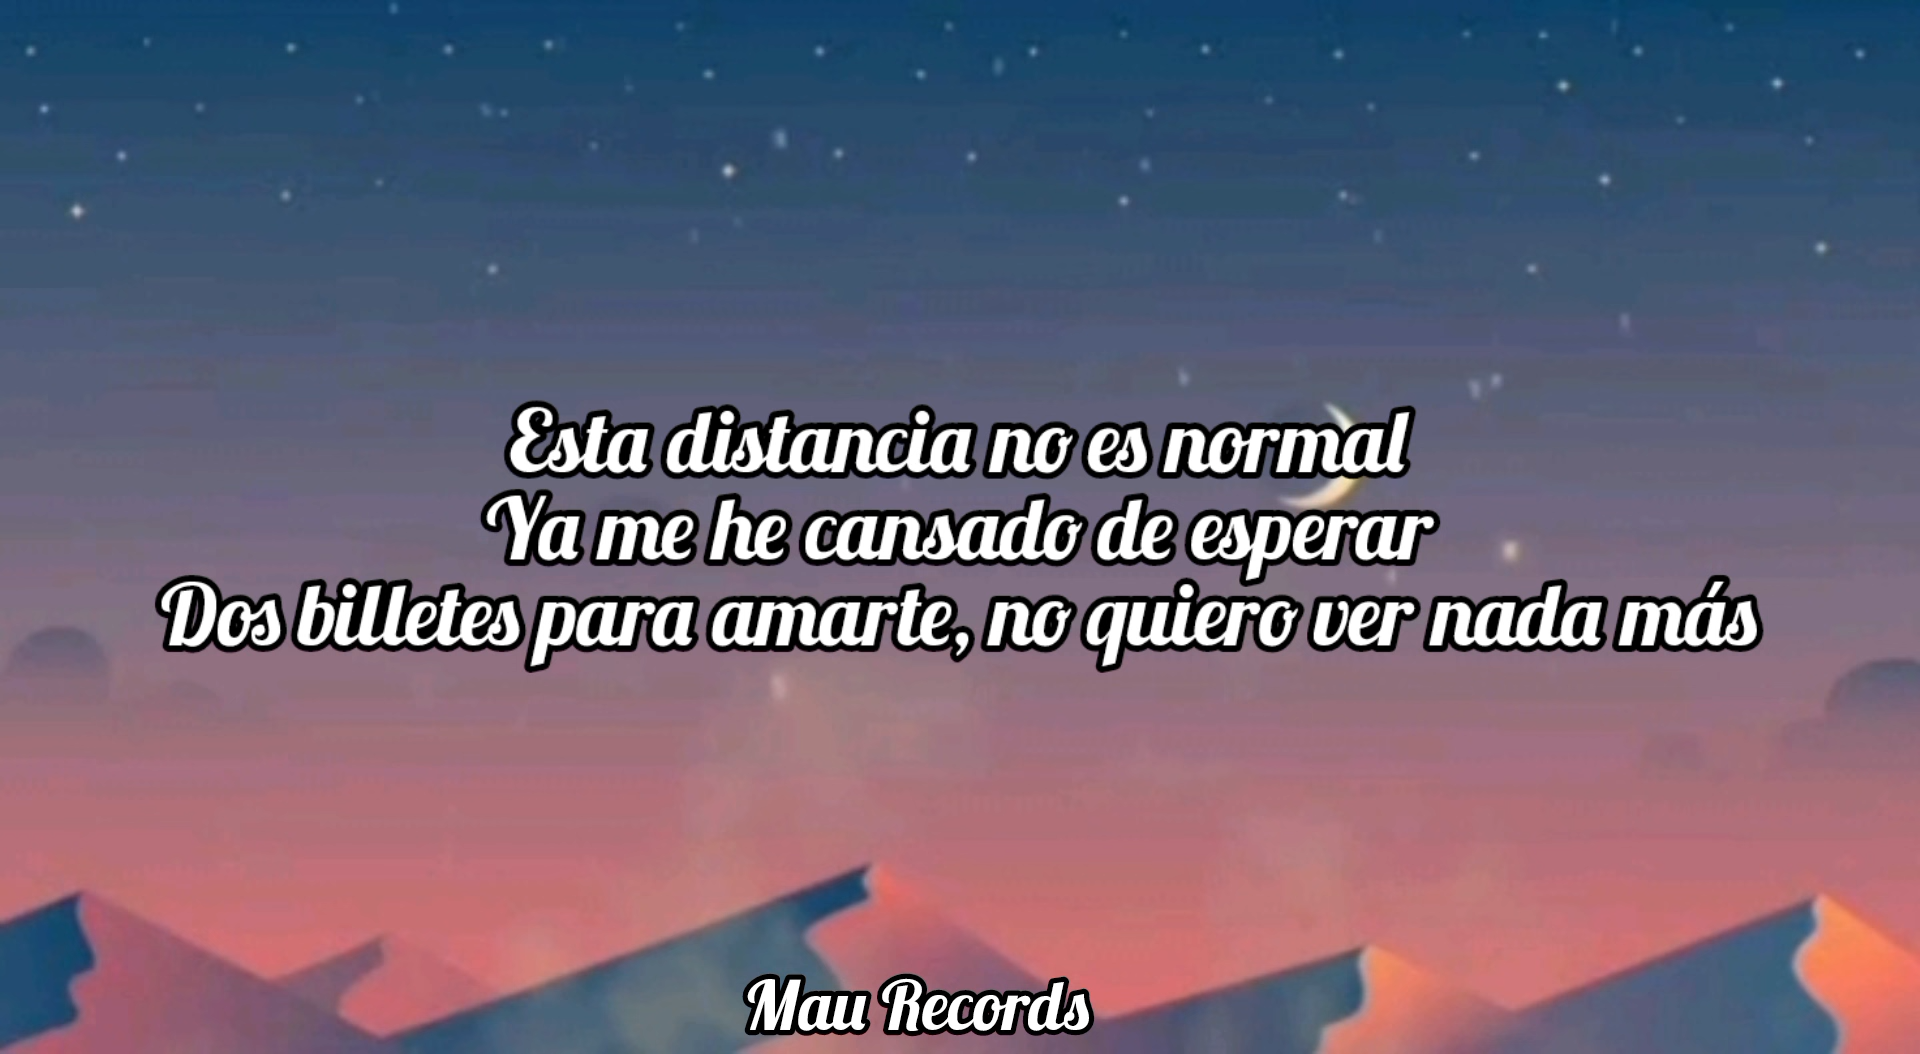 Esta distancia no es normal
Ya me he cansado de esperar
Dos billetes para amarte, no quiero ver nada más
Mau Records